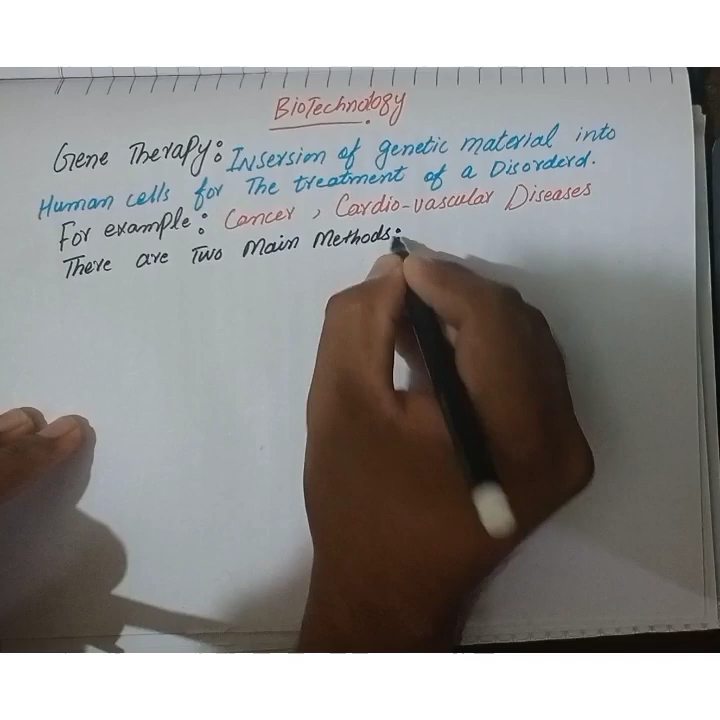 BioTechnology
Gene Therapy: Insersion of genetic material into
Human cells for The treatment of a Disorderd.
For example: Cancer, Cardio-vascular Diseases
There are Two Main Methods: